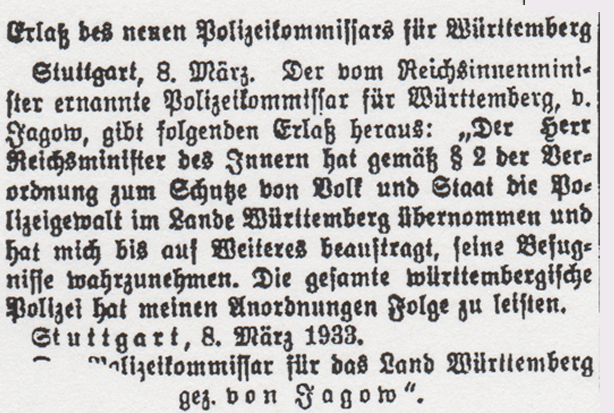 Erlaß des neuen Polizeikommissars für Württemberg
Stuttgart, 8. März. Der vom Reichsinnenmini-
ster ernannte Polizeikommissar für Württemberg, v.
Jagow, gibt folgenden Erlaß heraus: „Der Herr
Reichsminister des Innern hat gemäß § 2 der Ver-
ordnung zum Schutze von Volk und Staat die Po-
lizeigewalt im Lande Württemberg übernommen und
hat mich bis auf Weiteres beauftragt, seine Befug-
nisse wahrzunehmen. Die gesamte württembergische
Polizei hat meinen Anordnungen Folge zu leisten.
Stuttgart, 8. März 1933.
Polizeikommissar für das Land Württemberg
gez. von Jagow“.